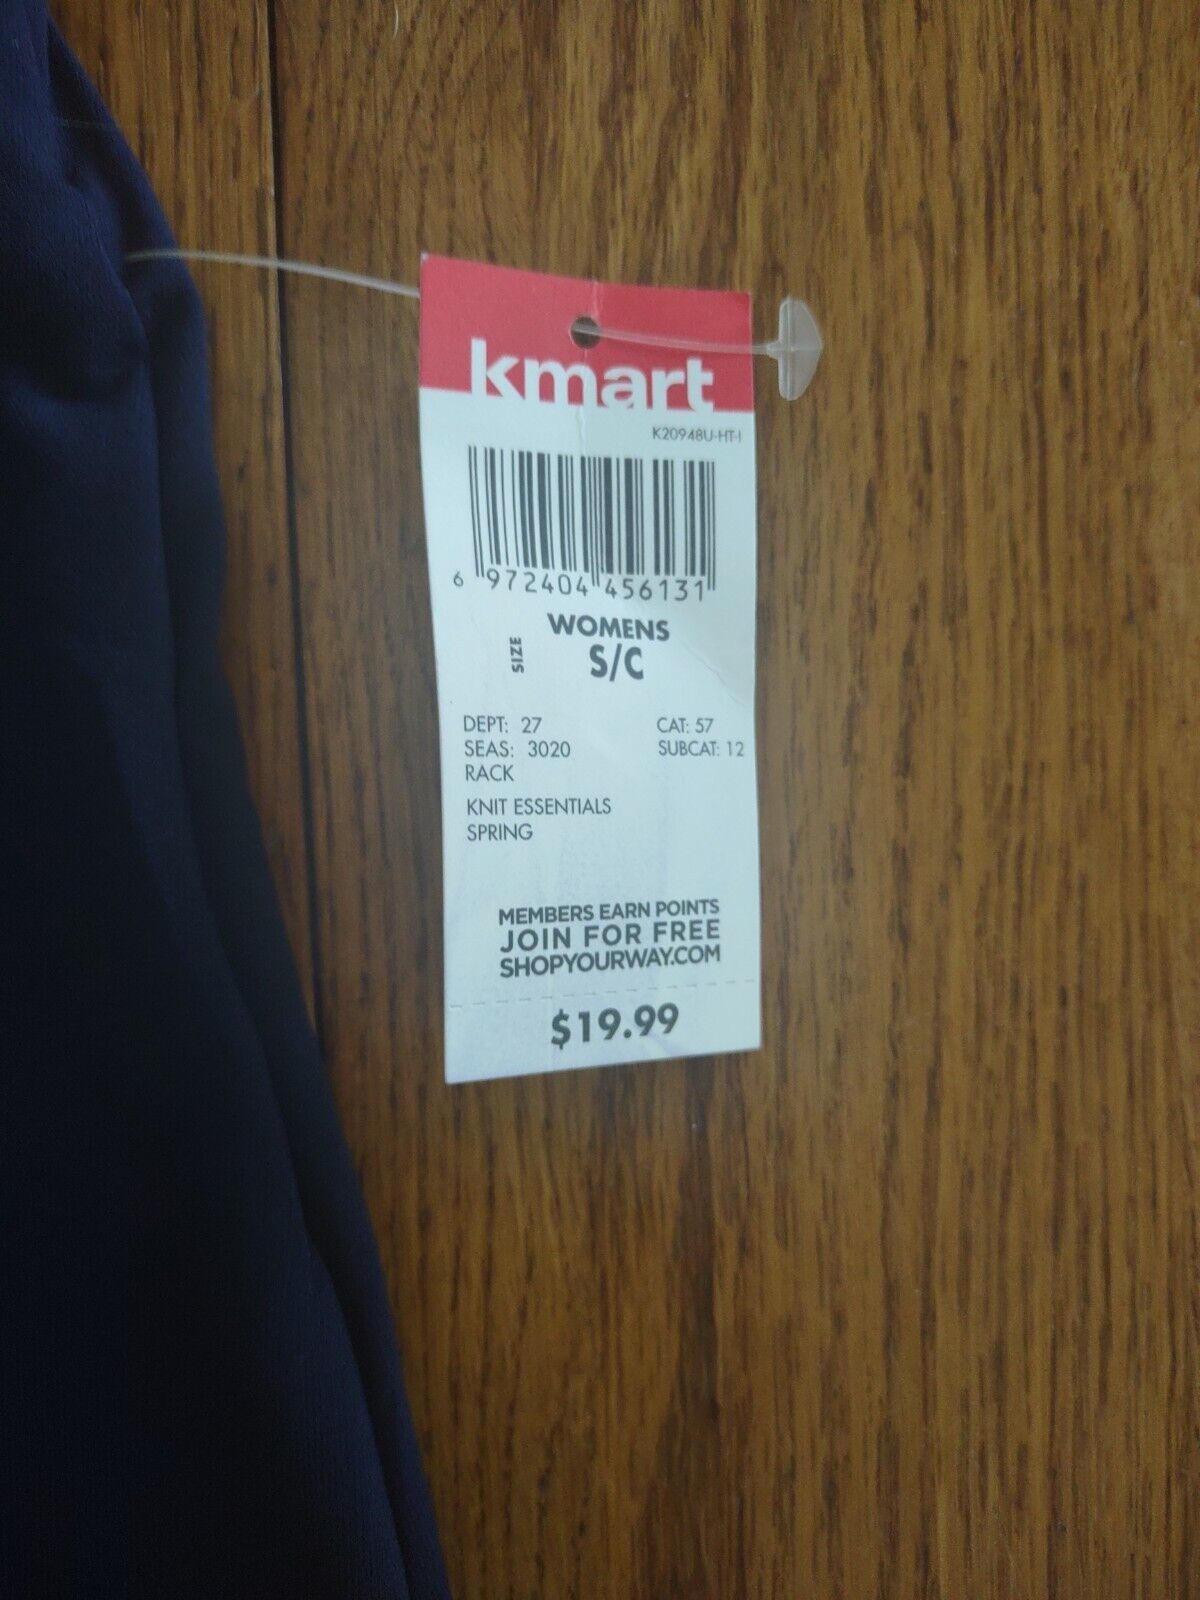 kmart
K20948U-HT-I
6 972404 456131
WOMENS
SIZE S/C
DEPT: 27 CAT: 57
SEAS: 3020 SUBCAT: 12
RACK
KNIT ESSENTIALS
SPRING
MEMBERS EARN POINTS
JOIN FOR FREE
SHOPYOURWAY.COM
$19.99